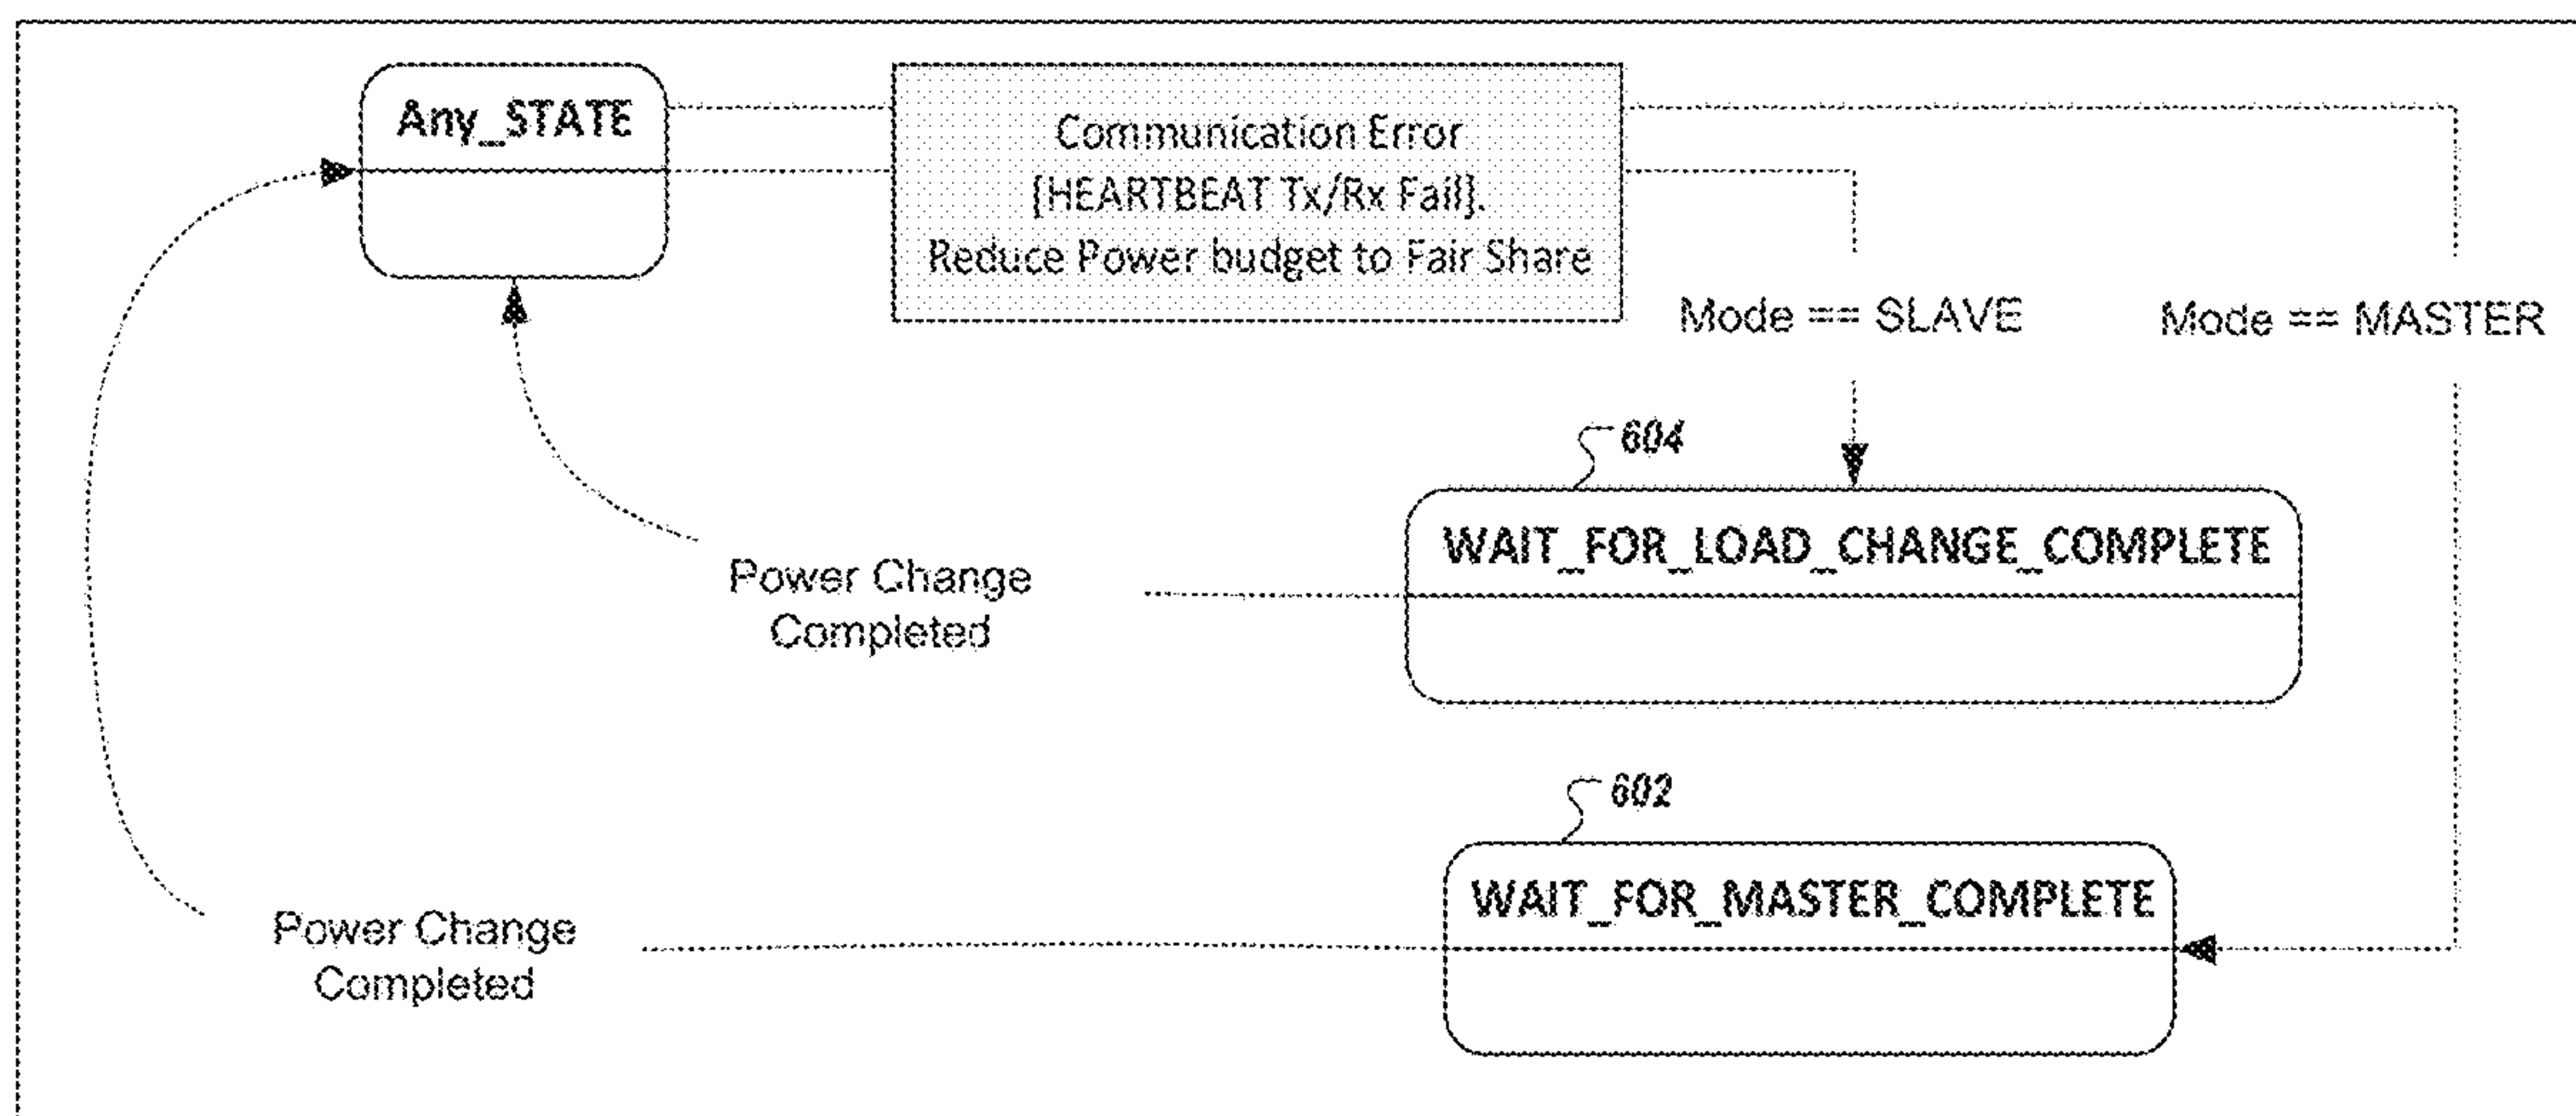 Any_STATE
Communication Error
[HEARTBEAT Tx/Rx Fail].
Reduce Power budget to Fair Share
Mode == SLAVE
Mode == MASTER
604
WAIT_FOR_LOAD_CHANGE_COMPLETE
Power Change
Completed
602
WAIT_FOR_MASTER_COMPLETE
Power Change
Completed